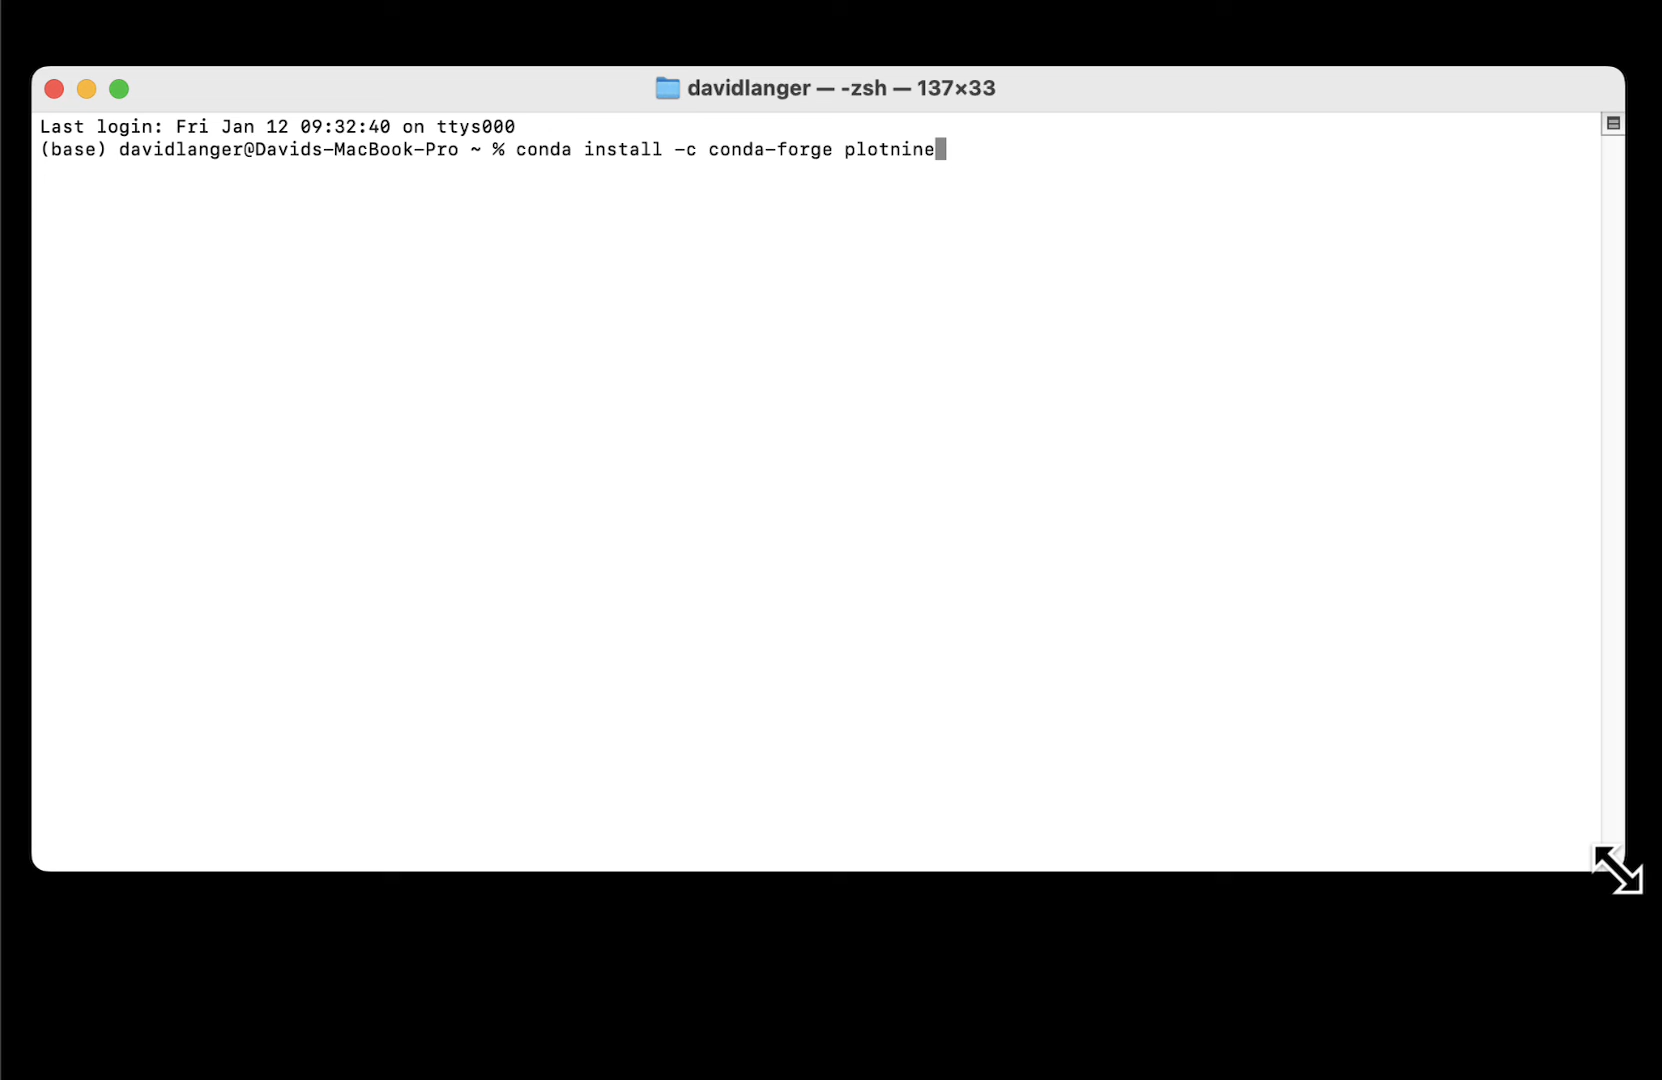 davidlanger — -zsh — 137×33
Last login: Fri Jan 12 09:32:40 on ttys000
(base) davidlanger@Davids-MacBook-Pro ~ % conda install -c conda-forge plotnine